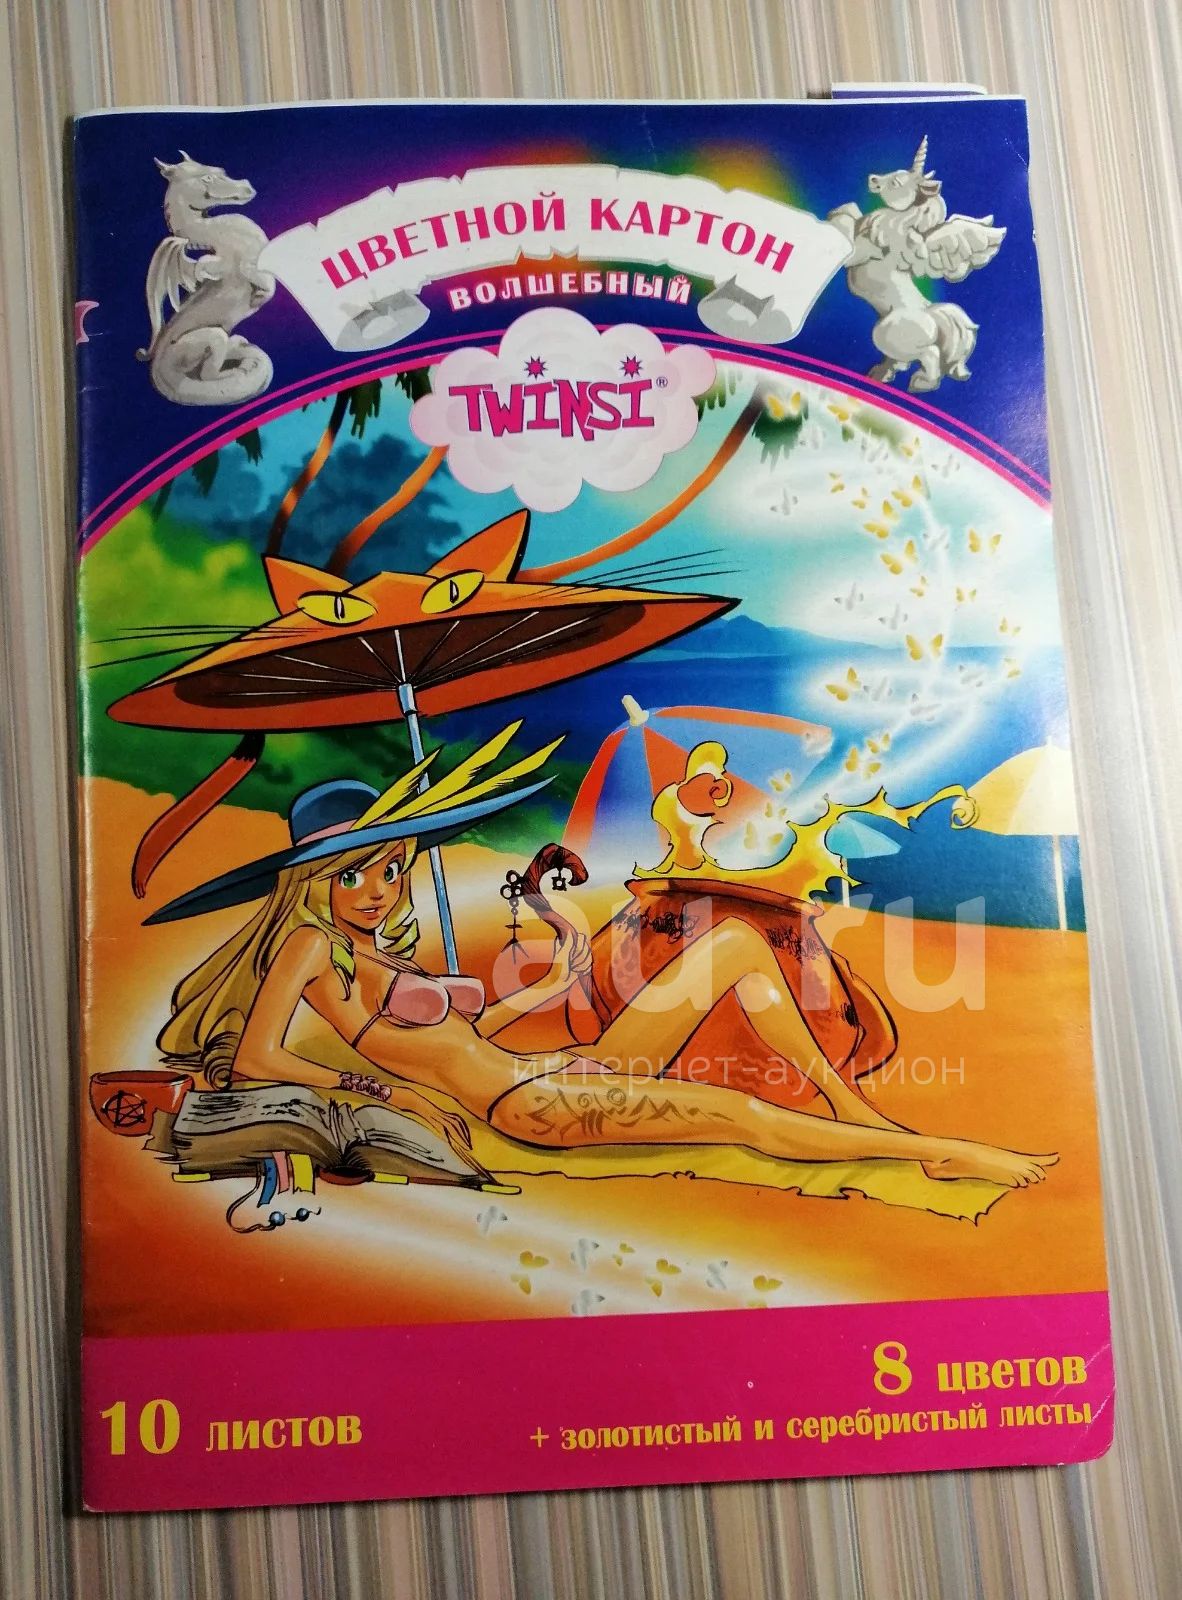 ЦВЕТНОЙ КАРТОН
ВОЛШЕБНЫЙ
TWINSI®
au.ru
интернет-аукцион
10 листов
8 цветов
+ золотистый и серебристый листы